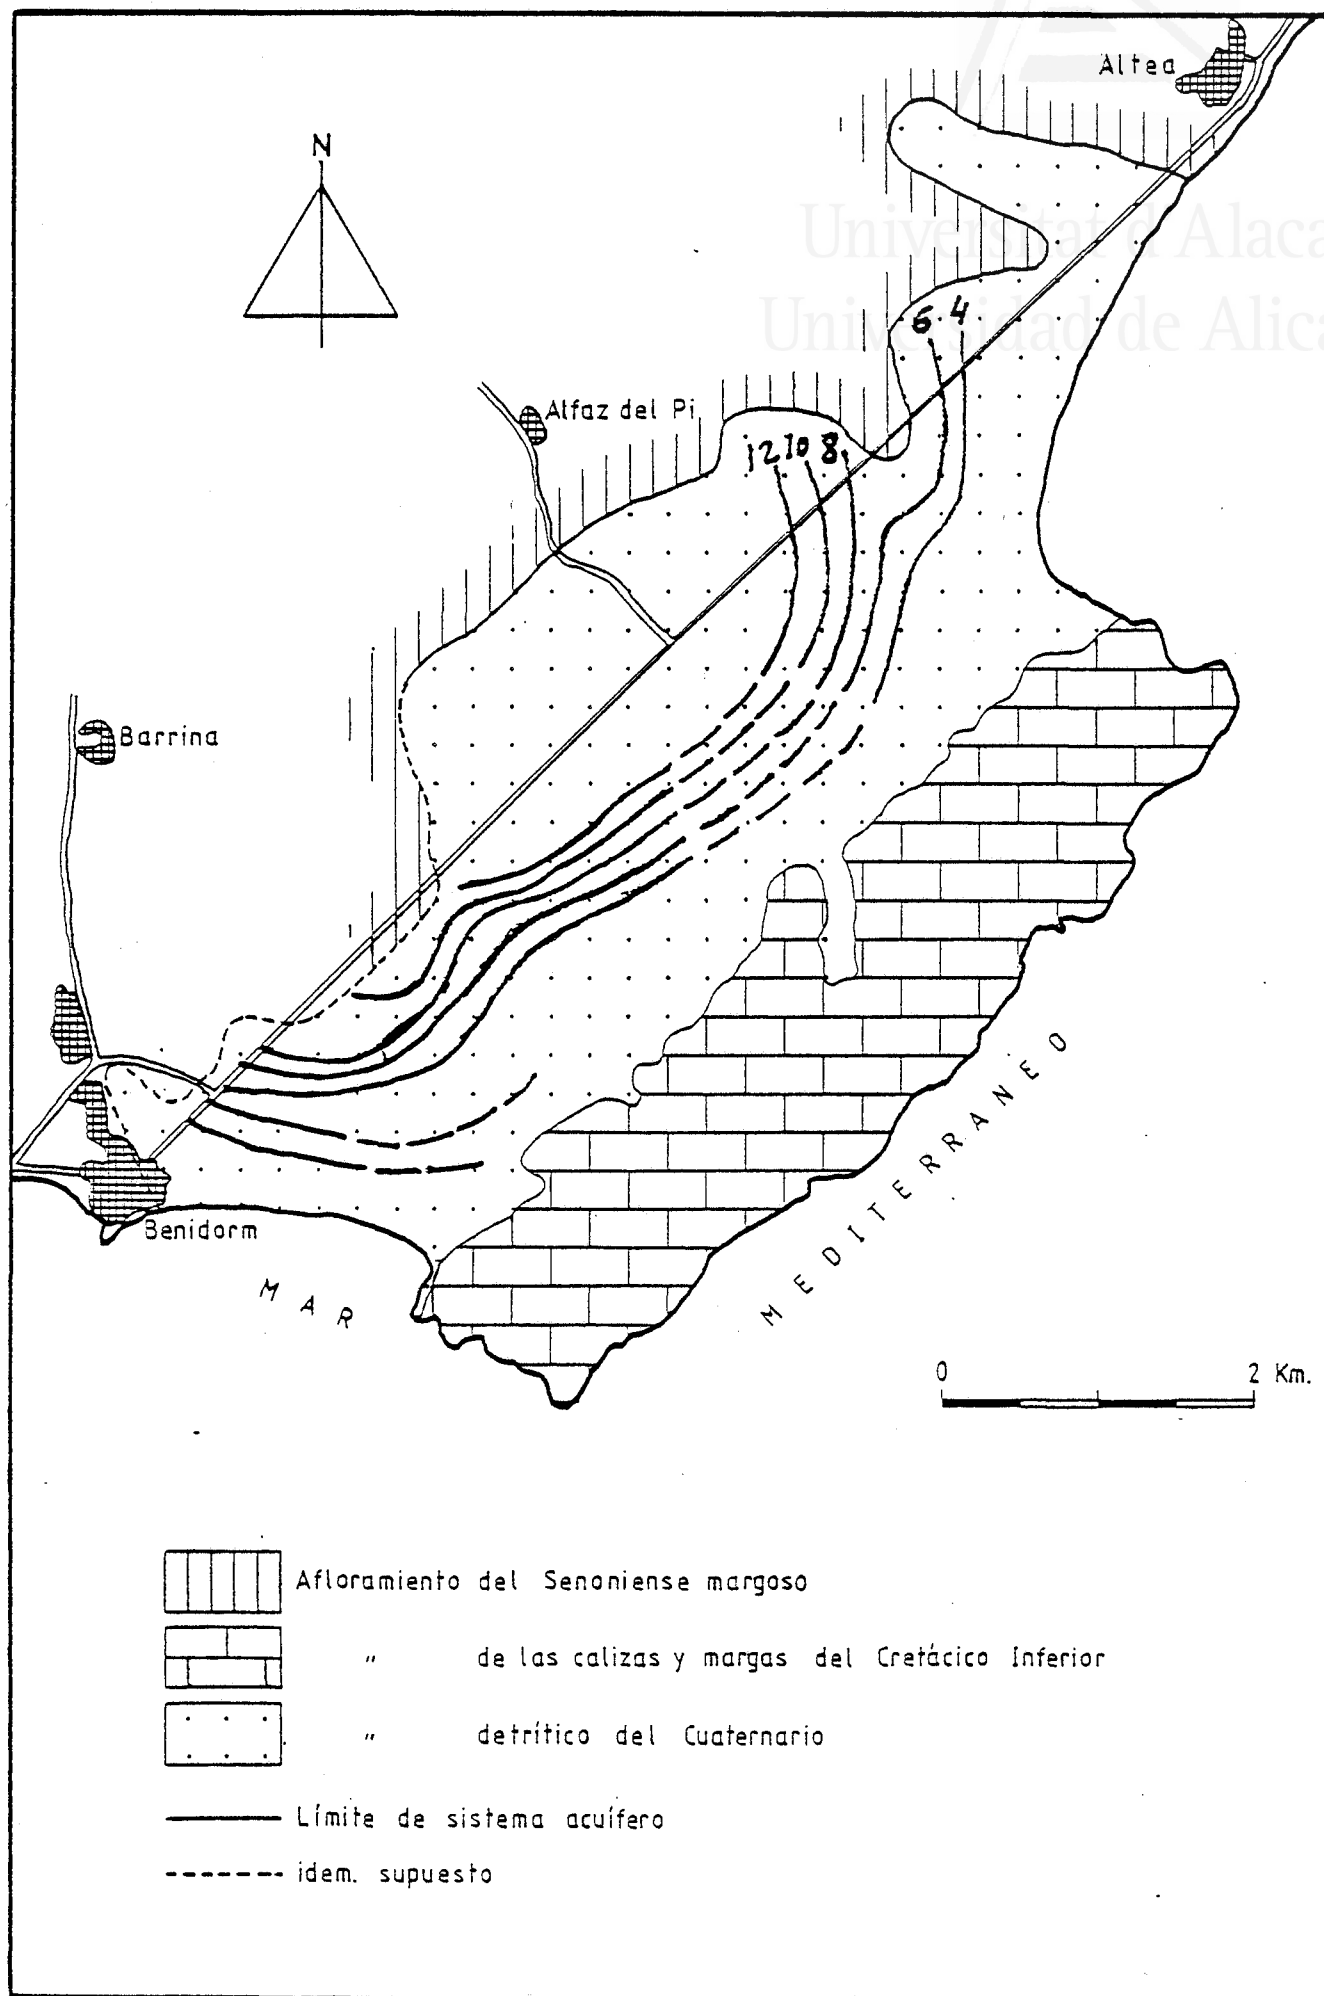 Altea
N
Universitat d'Alaca
Universidad de Alica
6 4
Alfaz del Pi
12 10 8
Barrina
Benidorm
MAR
MEDITERRANEO
0 2 Km.
Afloramiento del Senoniense margoso
" de las calizas y margas del Cretácico Inferior
" detrítico del Cuaternario
Límite de sistema acuífero
idem. supuesto